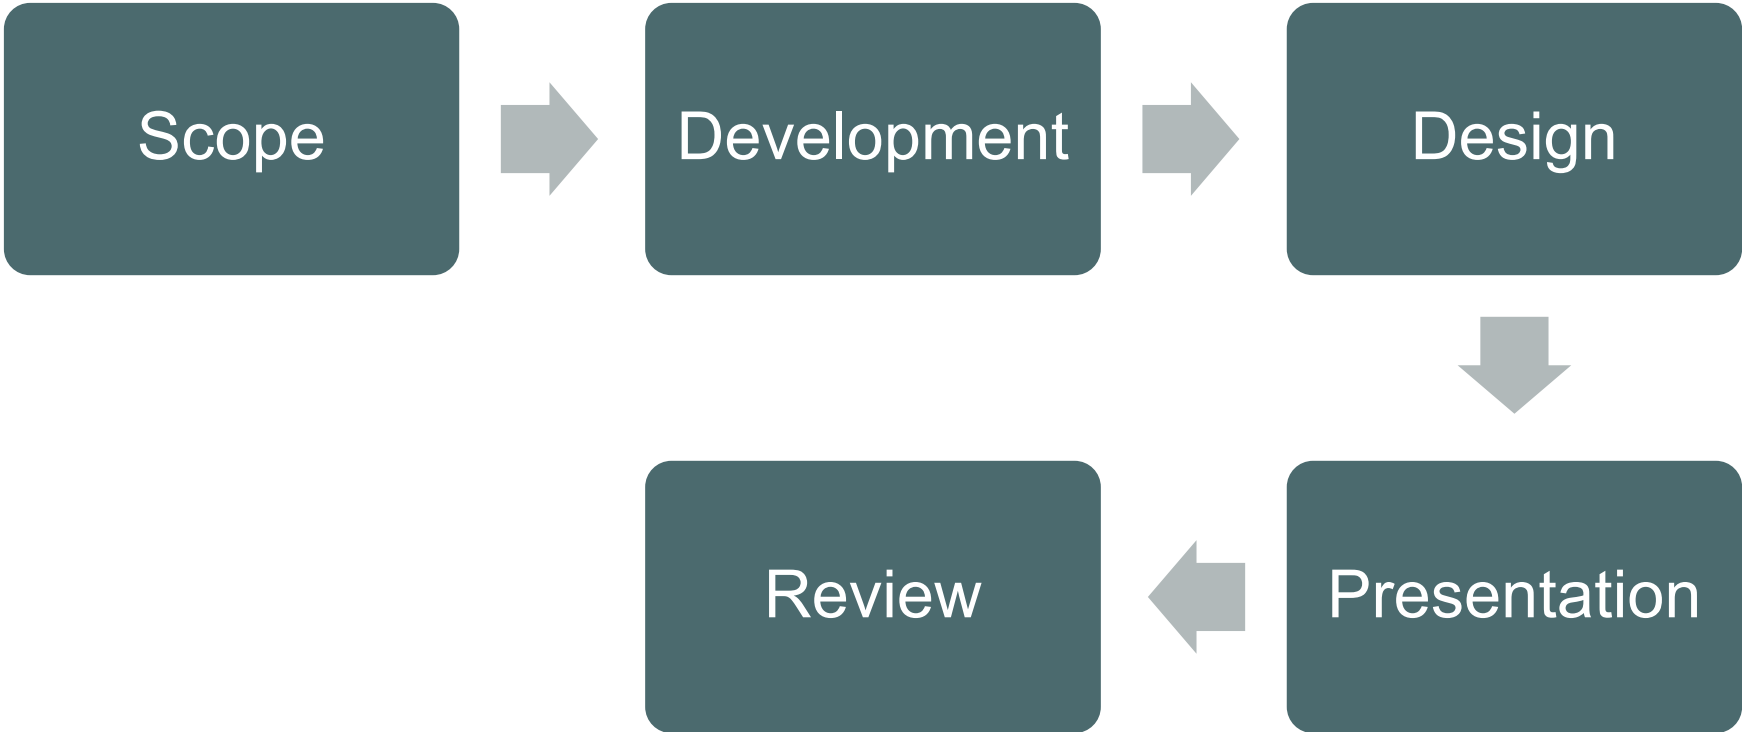 Scope
Development
Design
Presentation
Review